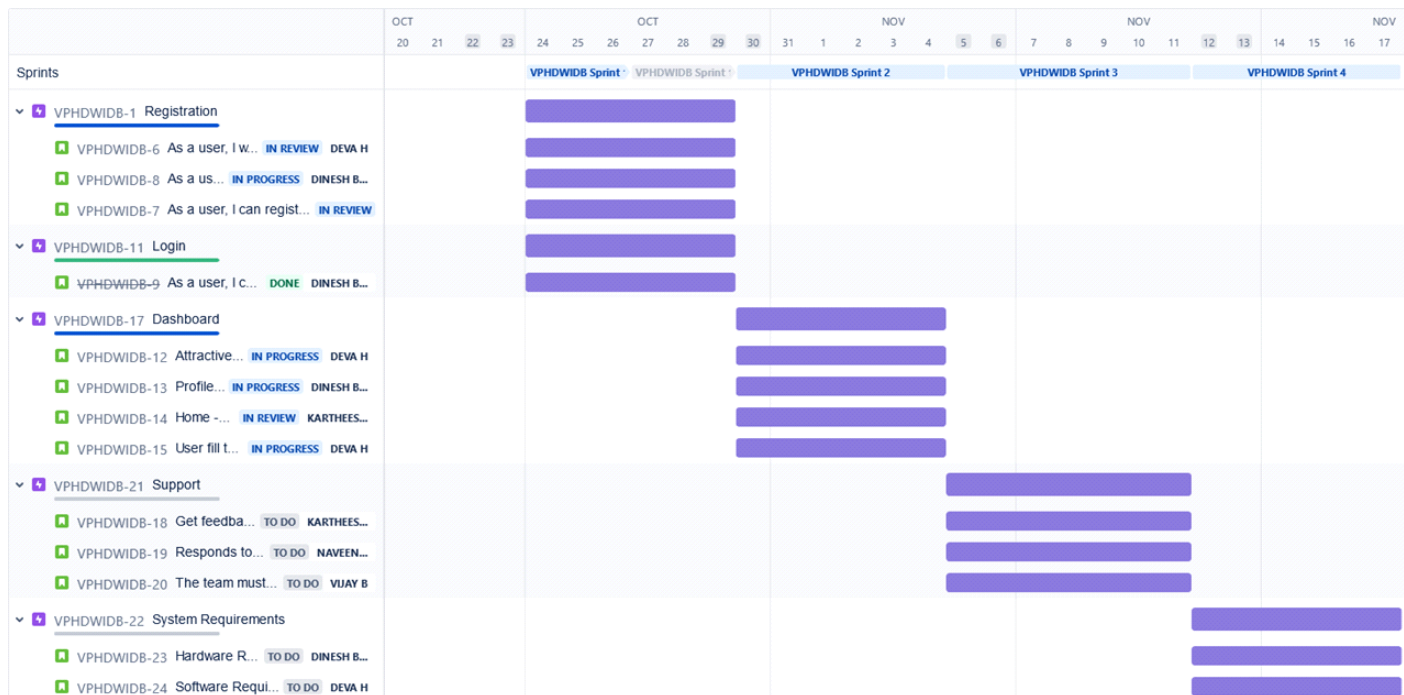 OCT OCT NOV NOV NOV
20 21 22 23 24 25 26 27 28 29 30 31 1 2 3 4 5 6 7 8 9 10 11 12 13 14 15 16 17
Sprints VPHDWIDB Sprint VPHDWIDB Sprint VPHDWIDB Sprint 2 VPHDWIDB Sprint 3 VPHDWIDB Sprint 4
VPHDWIDB-1 Registration
VPHDWIDB-6 As a user, I w... IN REVIEW DEVA H
VPHDWIDB-8 As a us... IN PROGRESS DINESH B...
VPHDWIDB-7 As a user, I can regist... IN REVIEW
VPHDWIDB-11 Login
VPHDWIDB-9 As a user, I c... DONE DINESH B...
VPHDWIDB-17 Dashboard
VPHDWIDB-12 Attractive... IN PROGRESS DEVA H
VPHDWIDB-13 Profile... IN PROGRESS DINESH B...
VPHDWIDB-14 Home -... IN REVIEW KARTHEES...
VPHDWIDB-15 User fill t... IN PROGRESS DEVA H
VPHDWIDB-21 Support
VPHDWIDB-18 Get feedba... TO DO KARTHEES...
VPHDWIDB-19 Responds to... TO DO NAVEEN...
VPHDWIDB-20 The team must... TO DO VIJAY B
VPHDWIDB-22 System Requirements
VPHDWIDB-23 Hardware R... TO DO DINESH B...
VPHDWIDB-24 Software Requi... TO DO DEVA H